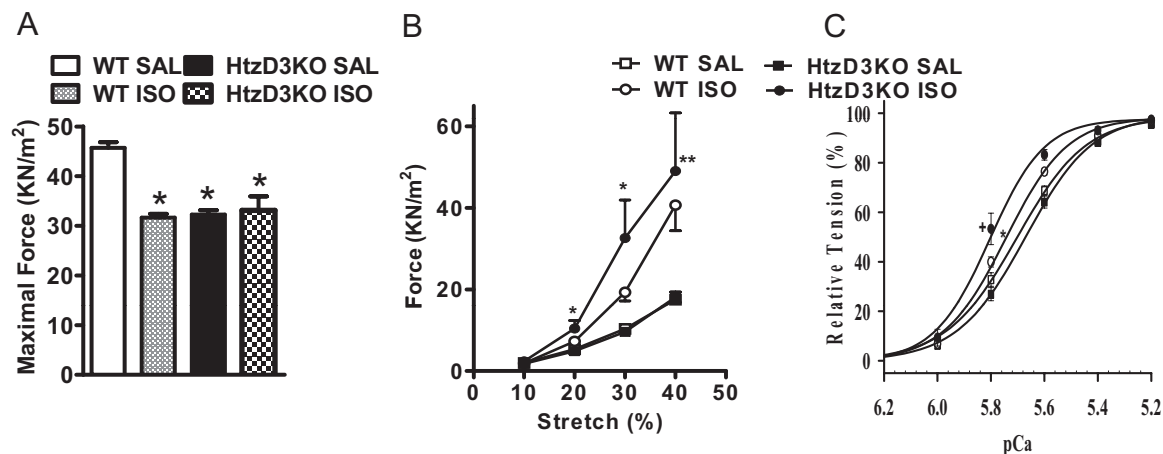 A
WT SAL HtzD3KO SAL
WT ISO HtzD3KO ISO
Maximal Force (KN/m²)
50
40
30
20
10
0
* * *
B
WT SAL HtzD3KO SAL
WT ISO HtzD3KO ISO
Force (KN/m²)
60
40
20
0
* * **
0 10 20 30 40 50
Stretch (%)
C
Relative Tension (%)
100
80
60
40
20
0
+ *
6.2 6.0 5.8 5.6 5.4 5.2
pCa